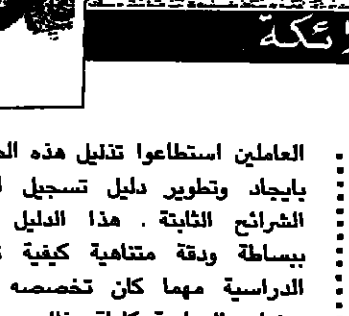 ئكة
العاملين استطاعوا تذليل هذه
بايجاد وتطوير دليل تسجيل
الشرائح الثابتة . هذا الدليل
ببساطة ودقة متناهية كيفية
الدراسية مهما كان تخصصه